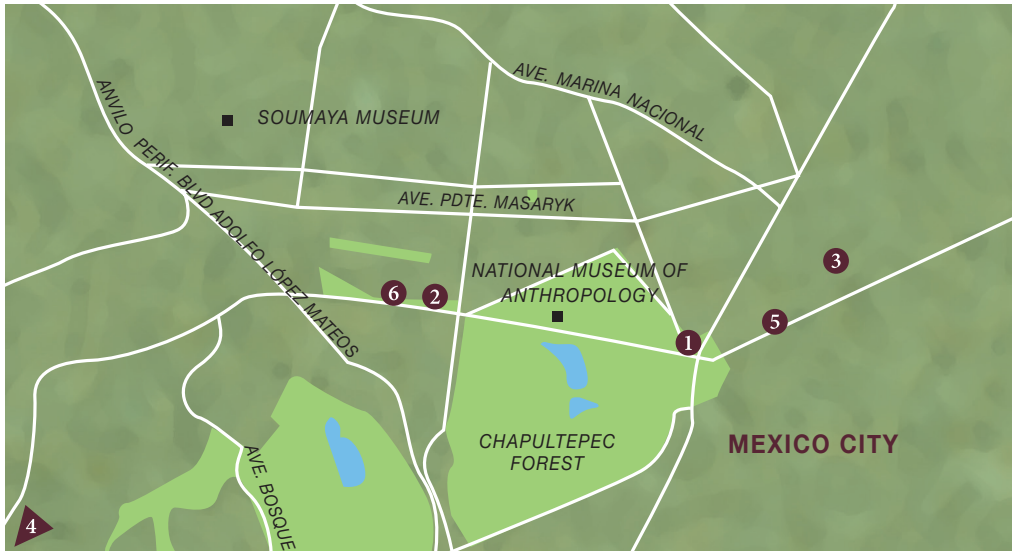 AVE. MARINA NACIONAL
ANVILO PERIF. BLVD ADOLFO LÓPEZ MATEOS
SOUMAYA MUSEUM
AVE. PDTE. MASARYK
3
NATIONAL MUSEUM OF
ANTHROPOLOGY
6
2
5
1
CHAPULTEPEC
FOREST
MEXICO CITY
AVE. BOSQUE
4